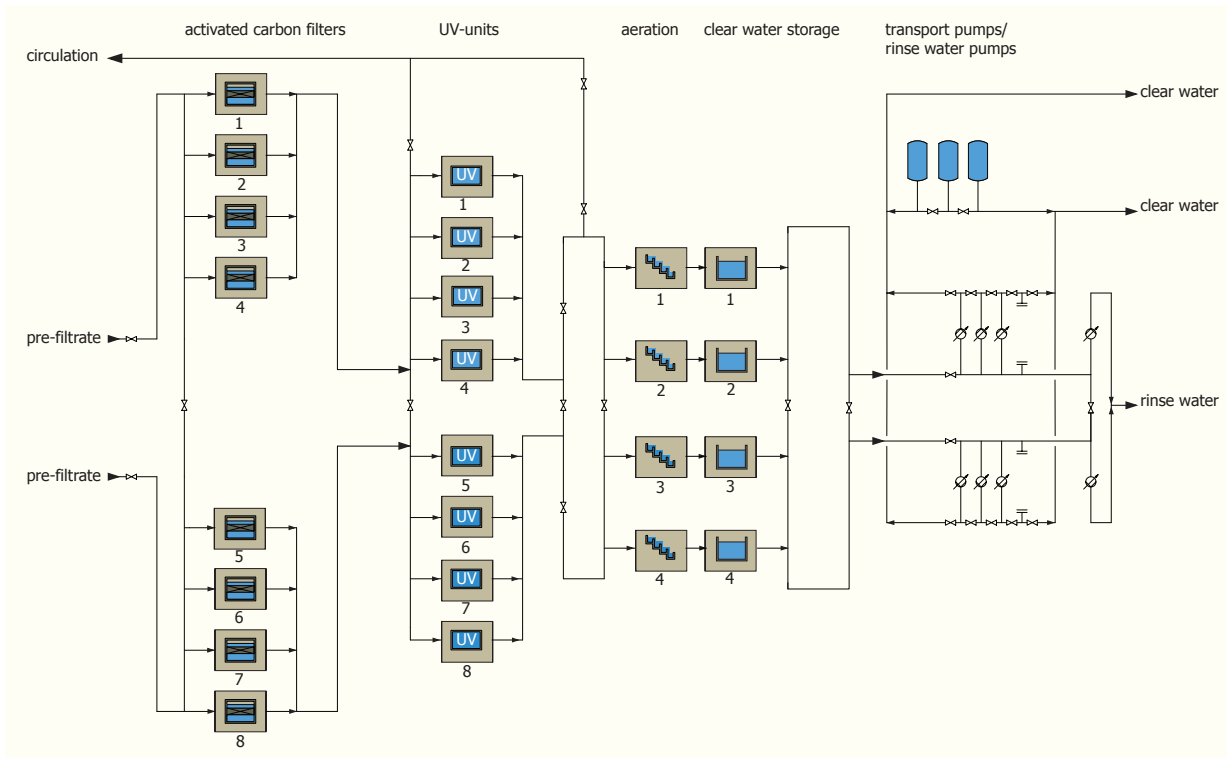 activated carbon filters
UV-units
aeration
clear water storage
transport pumps/
rinse water pumps
circulation
clear water
1
2
3
4
UV
1
UV
2
UV
3
UV
4
clear water
1
1
2
2
3
3
4
4
pre-filtrate
rinse water
pre-filtrate
5
6
7
8
UV
5
UV
6
UV
7
UV
8